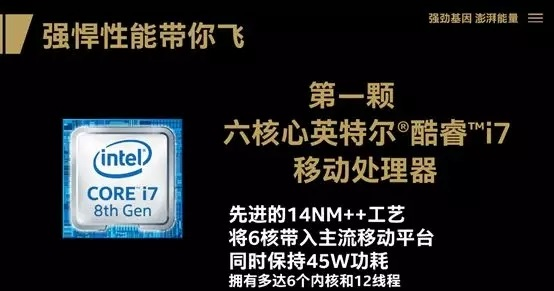 强悍性能带你飞
强劲基因 澎湃能量
第一颗
六核心英特尔®酷睿™i7
移动处理器
intel
CORE™ i7
8th Gen
先进的14NM++工艺
将6核带入主流移动平台
同时保持45W功耗
拥有多达6个内核和12线程